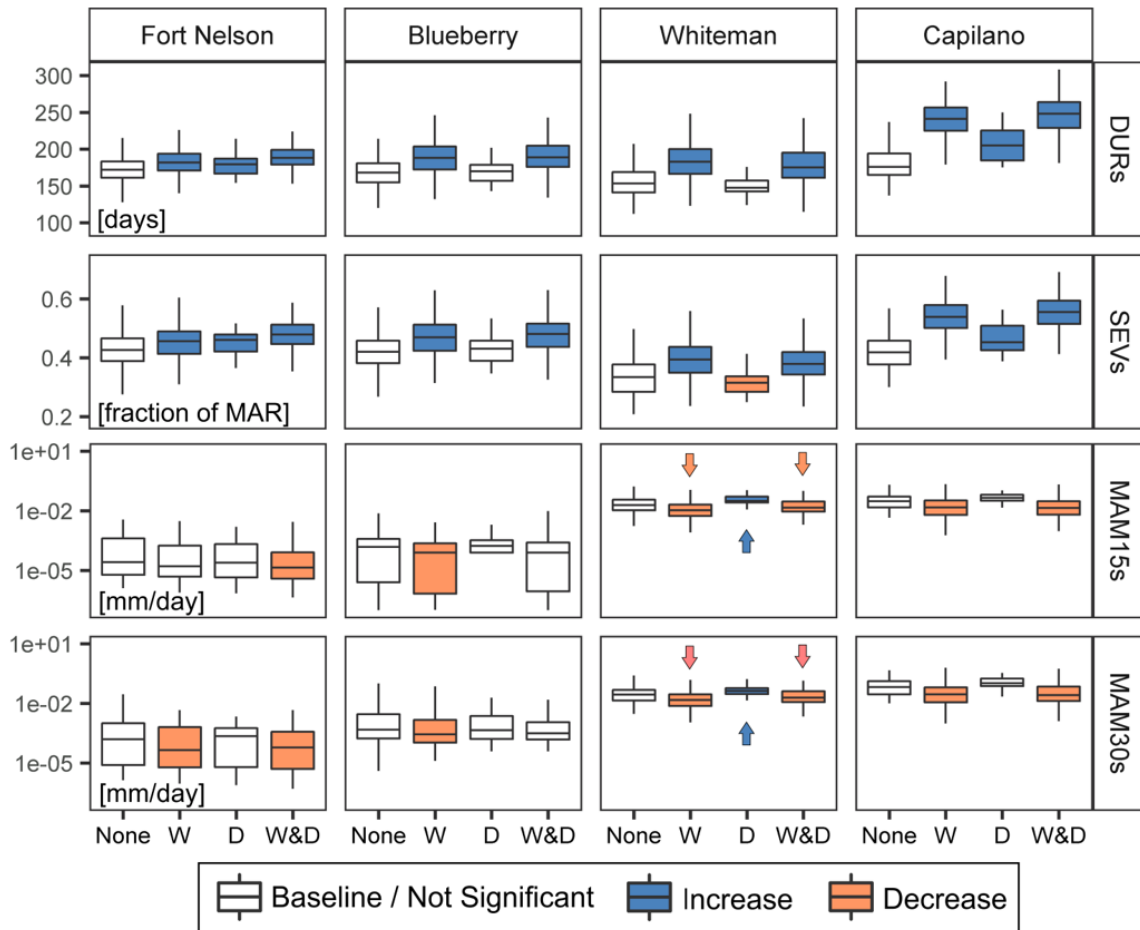 Fort Nelson Blueberry Whiteman Capilano
300
250
200
150
100
[days]
DURs
0.6
0.4
0.2
[fraction of MAR]
SEVs
1e+01
1e-02
1e-05
[mm/day]
MAM15s
1e+01
1e-02
1e-05
[mm/day]
MAM30s
None W D W&D None W D W&D None W D W&D None W D W&D
Baseline / Not Significant Increase Decrease